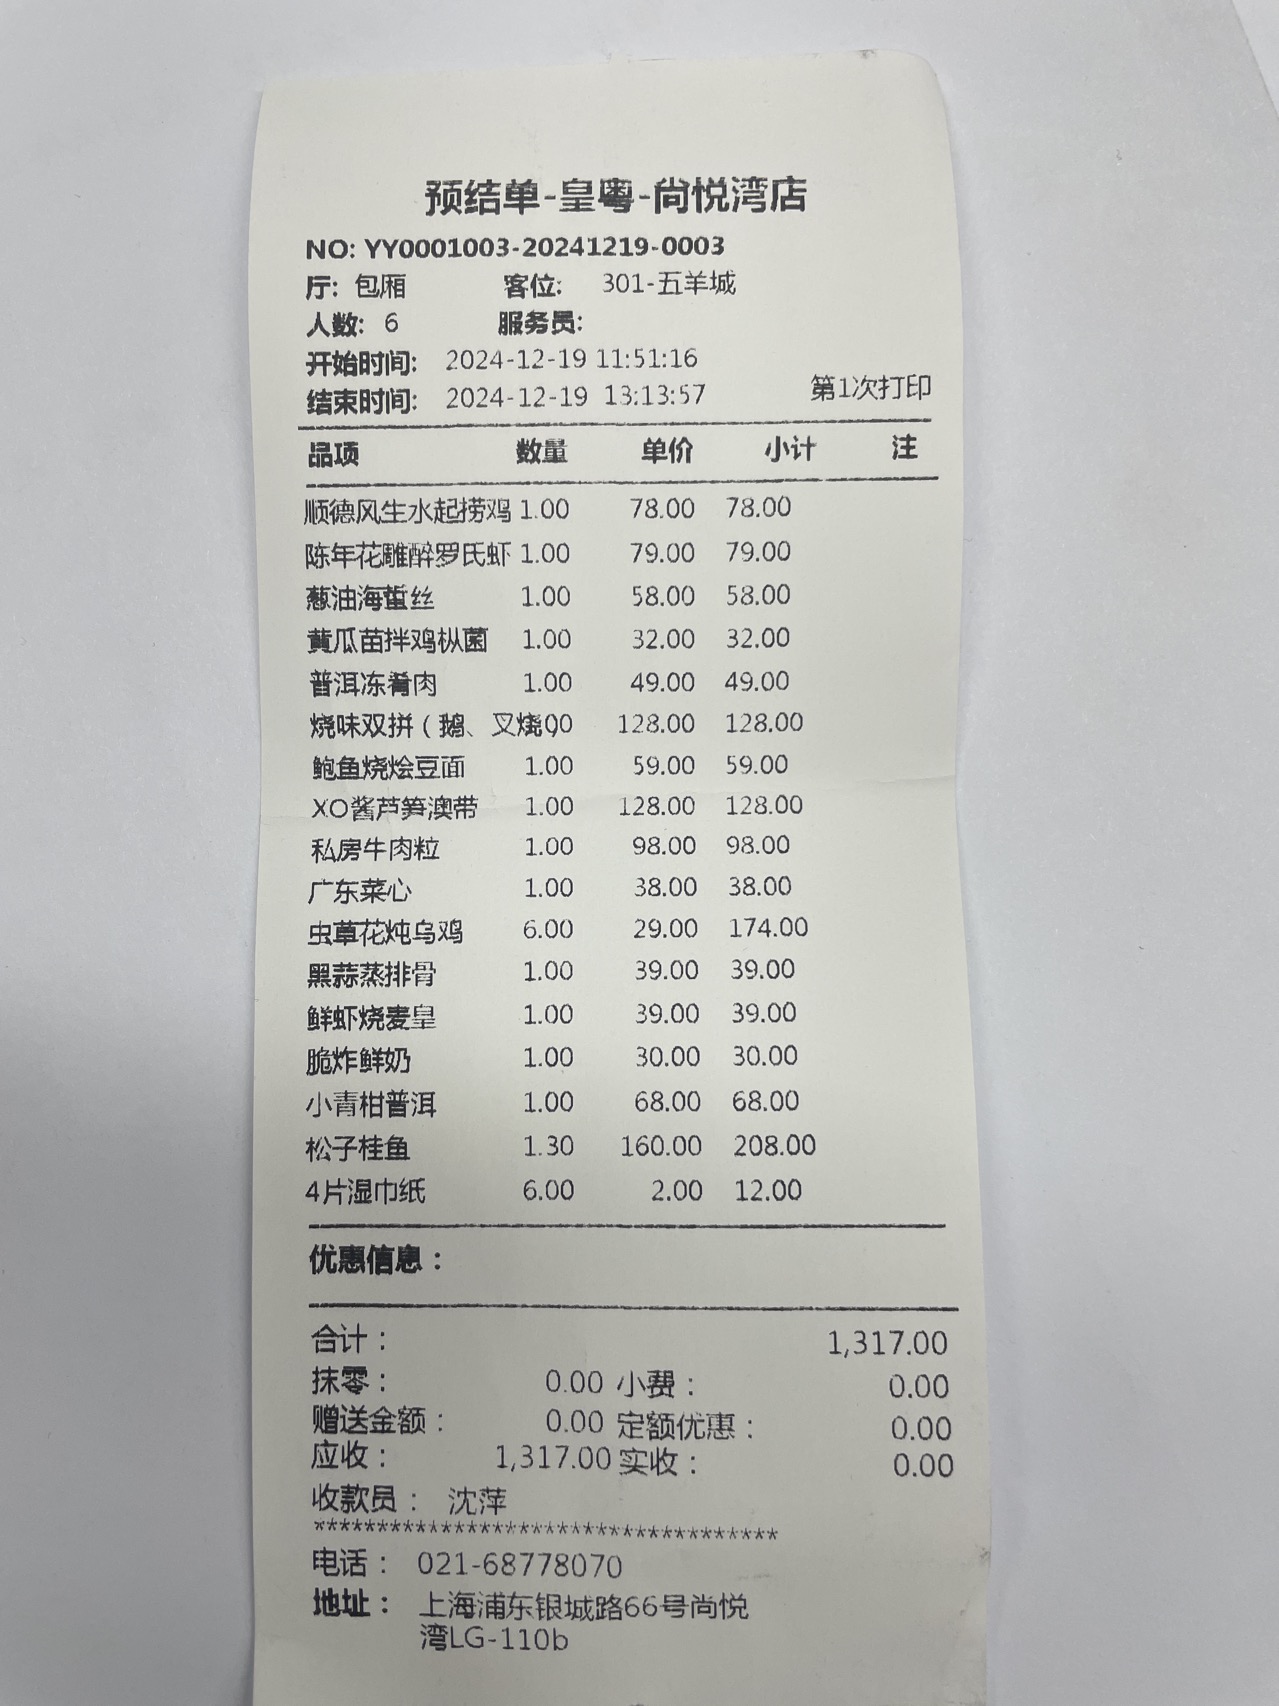 预结单-皇粤-尚悦湾店
NO: YY0001003-20241219-0003
厅: 包厢 客位: 301-五羊城
人数: 6 服务员:
开始时间: 2024-12-19 11:51:16
结束时间: 2024-12-19 13:13:57 第1次打印
品项 数量 单价 小计 注
顺德风生水起捞鸡 1.00 78.00 78.00
陈年花雕醉罗氏虾 1.00 79.00 79.00
葱油海蜇丝 1.00 58.00 58.00
黄瓜苗拌鸡枞菌 1.00 32.00 32.00
普洱冻肴肉 1.00 49.00 49.00
烧味双拼（鹅、叉烧00 128.00 128.00
鲍鱼烧烩豆面 1.00 59.00 59.00
XO酱芦笋澳带 1.00 128.00 128.00
私房牛肉粒 1.00 98.00 98.00
广东菜心 1.00 38.00 38.00
虫草花炖乌鸡 6.00 29.00 174.00
黑蒜蒸排骨 1.00 39.00 39.00
鲜虾烧麦皇 1.00 39.00 39.00
脆炸鲜奶 1.00 30.00 30.00
小青柑普洱 1.00 68.00 68.00
松子桂鱼 1.30 160.00 208.00
4片湿巾纸 6.00 2.00 12.00
优惠信息：
合计： 1,317.00
抹零： 0.00 小费： 0.00
赠送金额： 0.00 定额优惠： 0.00
应收： 1,317.00 实收： 0.00
收款员： 沈萍
*************************************
电话： 021-68778070
地址： 上海浦东银城路66号尚悦
湾LG-110b